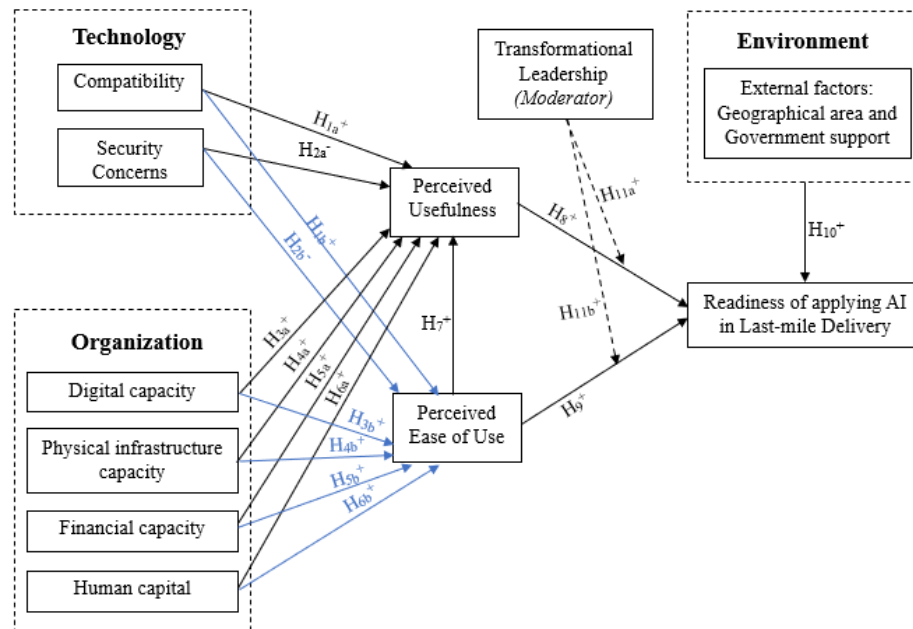 Technology
Compatibility
Security
Concerns
Transformational
Leadership
(Moderator)
Environment
External factors:
Geographical area and
Government support
H1a+
H2a-
H1b+
H2b-
Perceived
Usefulness
H11a+
H8+
H10+
H11b+
Readiness of applying AI
in Last-mile Delivery
H7+
H3a+
H4a+
H5a+
H6a+
Organization
Digital capacity
Physical infrastructure
capacity
Financial capacity
Human capital
H3b+
H4b+
H5b+
H6b+
Perceived
Ease of Use
H9+